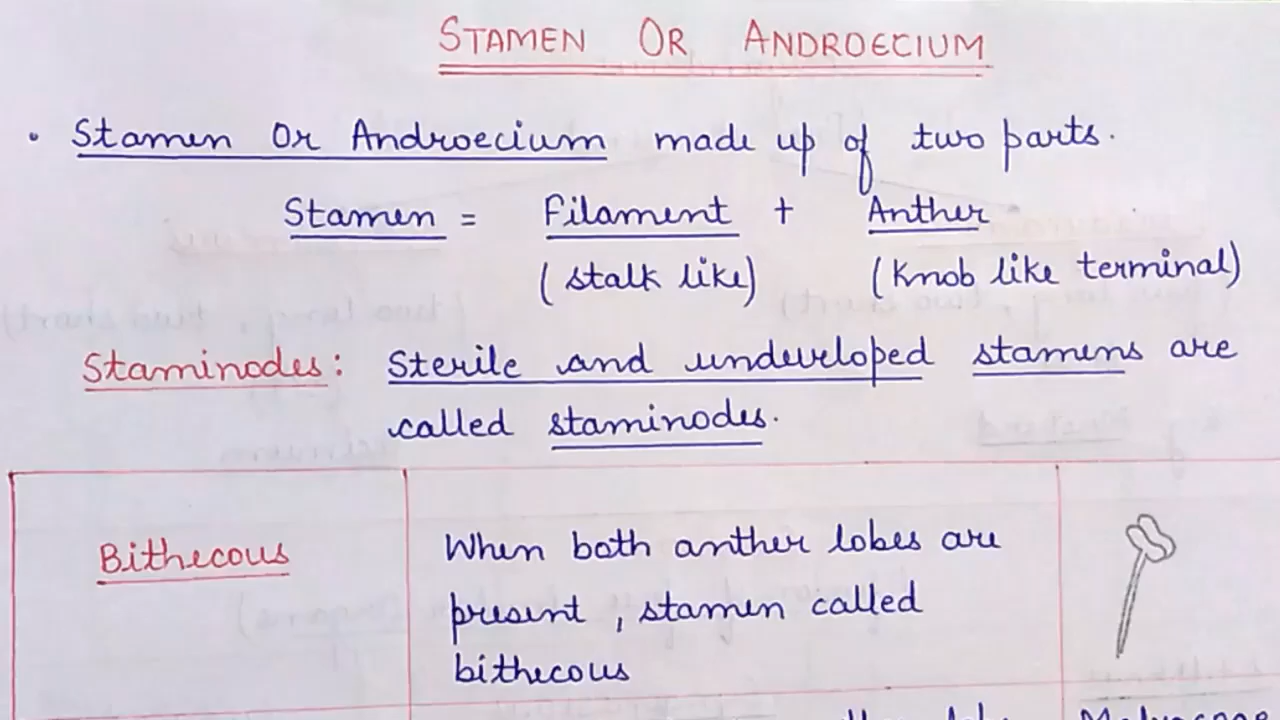 STAMEN OR ANDROECIUM
• Stamen Or Androecium made up of two parts.
Stamen = Filament + Anther
(stalk like) (Knob like terminal)
Staminodes: Sterile and undeveloped stamens are
called staminodes.
Bithecous
When both anther lobes are
present, stamen called
bithecous